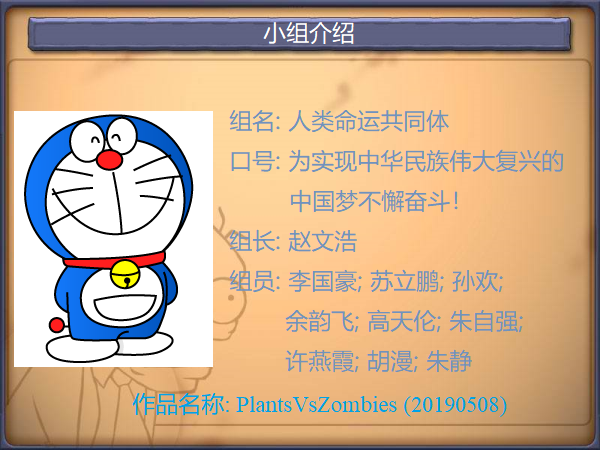 小组介绍
组名: 人类命运共同体
口号: 为实现中华民族伟大复兴的
中国梦不懈奋斗！
组长: 赵文浩
组员: 李国豪; 苏立鹏; 孙欢;
余韵飞; 高天伦; 朱自强;
许燕霞; 胡漫; 朱静
作品名称: PlantsVsZombies (20190508)